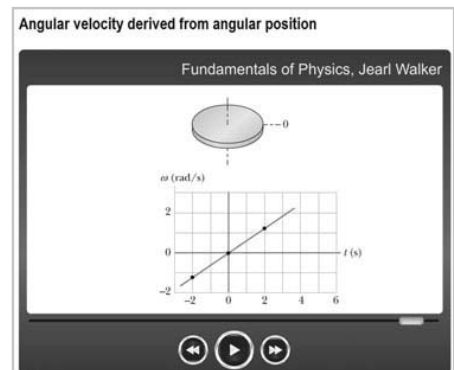 Angular velocity derived from angular position
Fundamentals of Physics, Jearl Walker
0
ω (rad/s)
2
0
t (s)
−2
−2 0 2 4 6